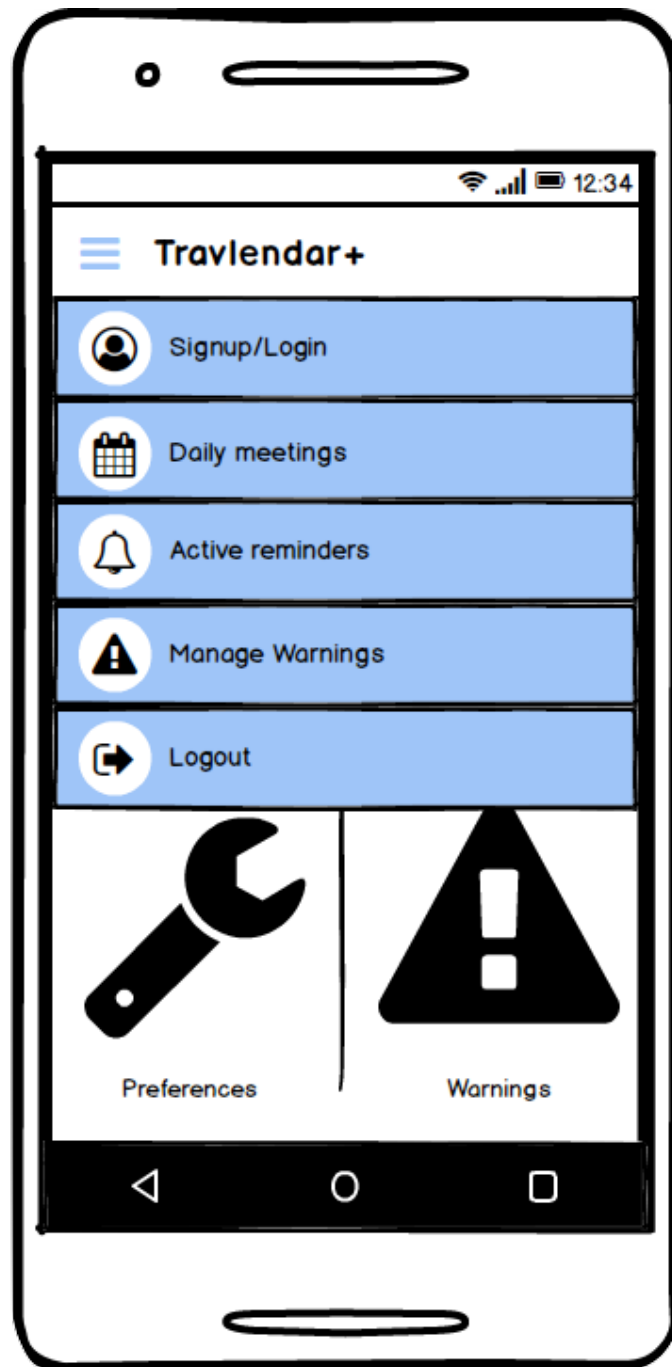 12:34
Travlendar+
Signup/Login
Daily meetings
Active reminders
Manage Warnings
Logout
Preferences
Warnings